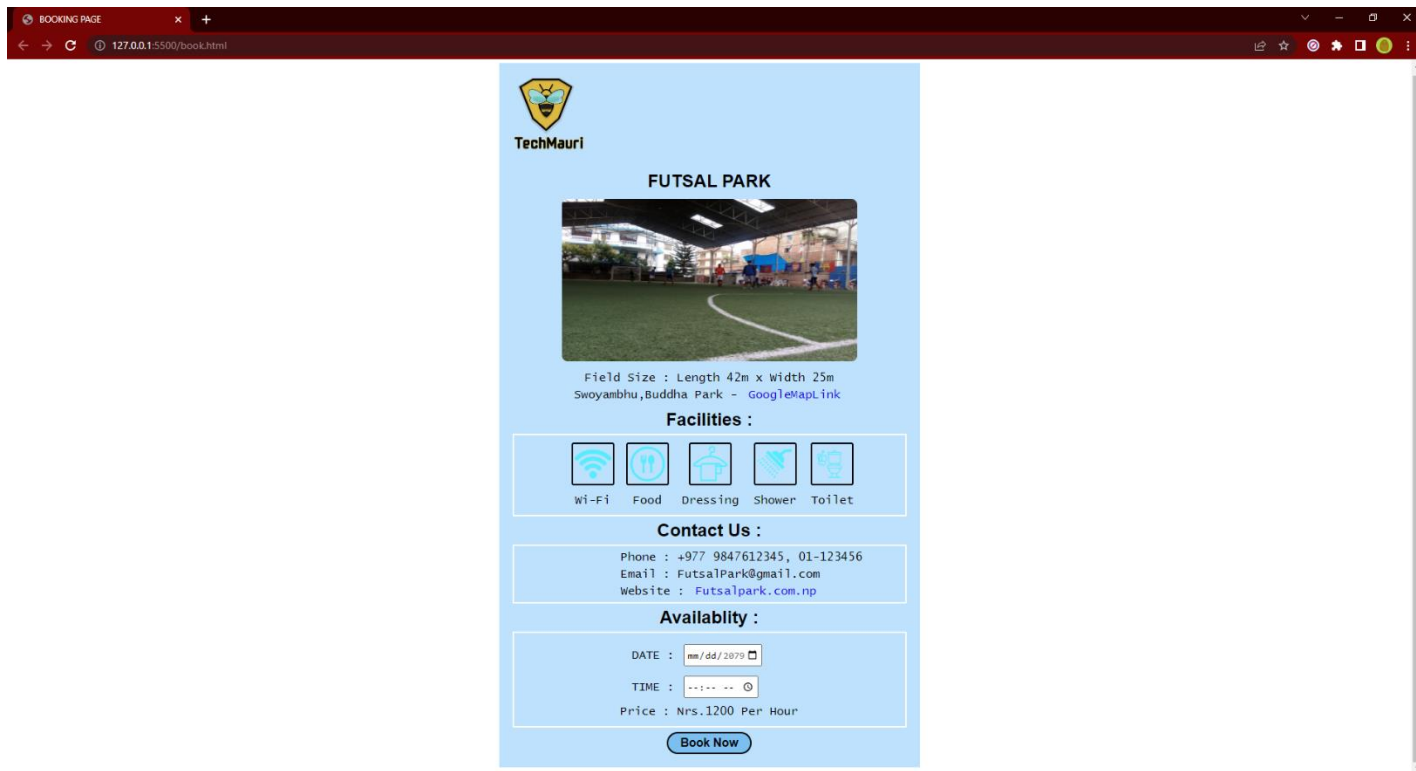 BOOKING PAGE
127.0.0.1:5500/book.html
TechMauri
FUTSAL PARK
Field Size : Length 42m x Width 25m
Swoyambhu,Buddha Park - GoogleMapLink
Facilities :
Wi-Fi Food Dressing Shower Toilet
Contact Us :
Phone : +977 9847612345, 01-123456
Email : FutsalPark@gmail.com
Website : Futsalpark.com.np
Availablity :
DATE : mm/dd/2079
TIME : --:-- --
Price : Nrs.1200 Per Hour
Book Now